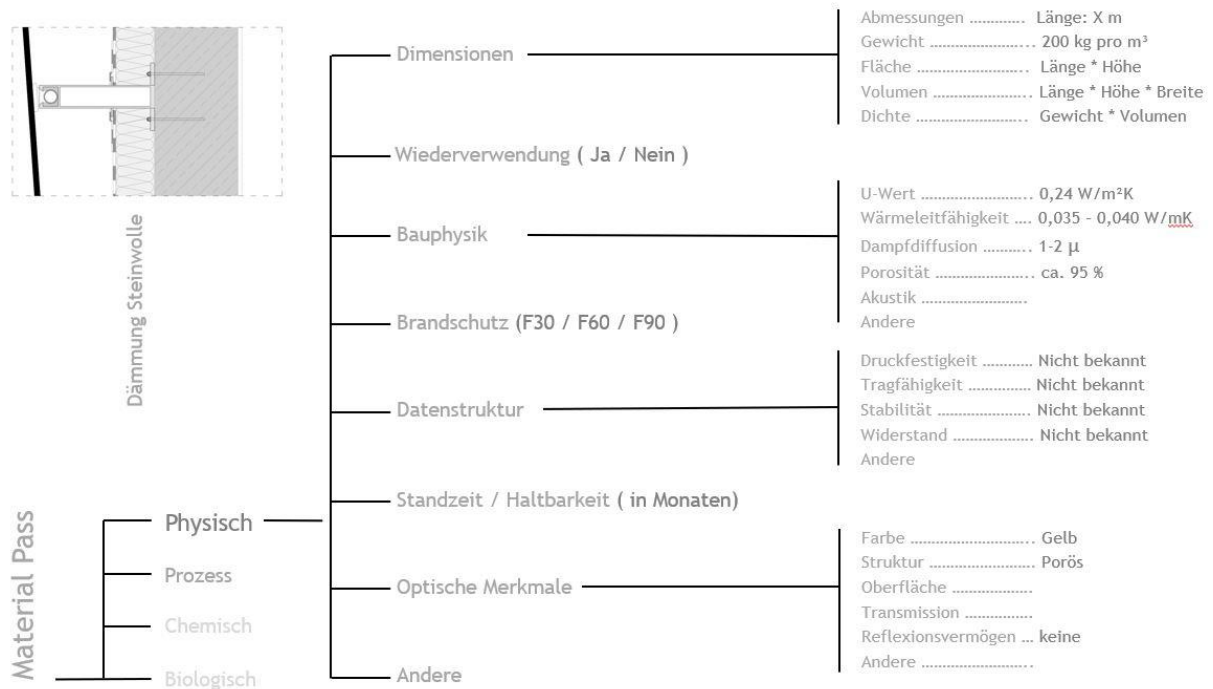 Dämmung Steinwolle
Material Pass
Physisch
Prozess
Chemisch
Biologisch
Dimensionen
Abmessungen ............. Länge: X m
Gewicht ........................ 200 kg pro m³
Fläche .......................... Länge * Höhe
Volumen ........................ Länge * Höhe * Breite
Dichte .......................... Gewicht * Volumen
Wiederverwendung ( Ja / Nein )
Bauphysik
U-Wert .......................... 0,24 W/m²K
Wärmeleitfähigkeit .... 0,035 - 0,040 W/mK
Dampfdiffusion ........... 1-2 µ
Porosität ...................... ca. 95 %
Akustik ........................
Andere
Brandschutz (F30 / F60 / F90 )
Datenstruktur
Druckfestigkeit ........... Nicht bekannt
Tragfähigkeit .............. Nicht bekannt
Stabilität ..................... Nicht bekannt
Widerstand .................. Nicht bekannt
Andere
Standzeit / Haltbarkeit ( in Monaten)
Optische Merkmale
Farbe ............................ Gelb
Struktur ........................ Porös
Oberfläche ...................
Transmission ................
Reflexionsvermögen ... keine
Andere ..........................
Andere